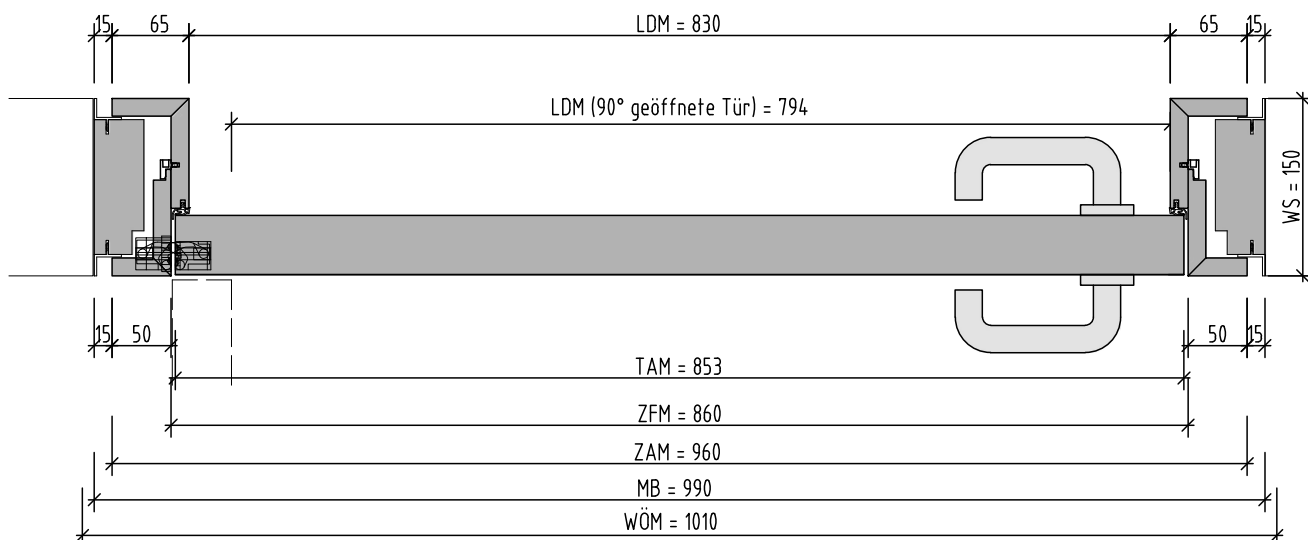 15 65 LDM = 830 65 15
LDM (90° geöffnete Tür) = 794
WS = 150
15 50 50 15
TAM = 853
ZFM = 860
ZAM = 960
MB = 990
WÖM = 1010